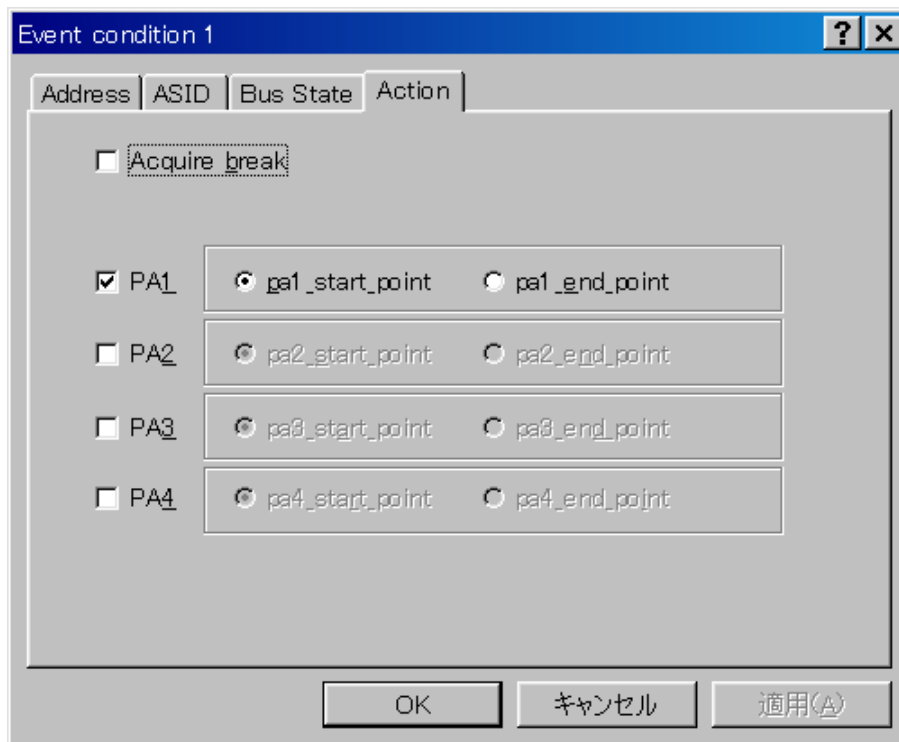 Event condition 1
Address ASID Bus State Action
Acquire break
PA1 pa1_start_point pa1_end_point
PA2 pa2_start_point pa2_end_point
PA3 pa3_start_point pa3_end_point
PA4 pa4_start_point pa4_end_point
OK キャンセル 適用(A)